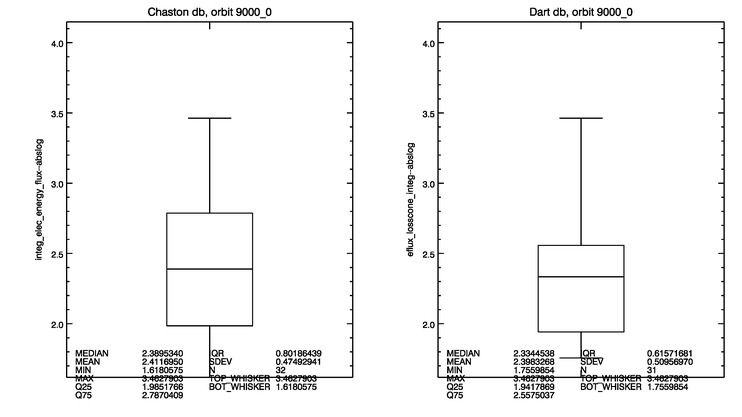 Chaston db, orbit 9000_0
integ_elec_energy_flux-abslog
4.0
3.5
3.0
2.5
2.0
MEDIAN 2.3895340 IQR 0.80186439
MEAN 2.4116950 SDEV 0.47492941
MIN 1.6180575 N 32
MAX 3.4627903 TOP_WHISKER 3.4627903
Q25 1.9851766 BOT_WHISKER 1.6180575
Q75 2.7870409
Dart db, orbit 9000_0
eflux_losscone_integ-abslog
4.0
3.5
3.0
2.5
2.0
MEDIAN 2.3344538 IQR 0.61571681
MEAN 2.3983268 SDEV 0.50956970
MIN 1.7559854 N 31
MAX 3.4627903 TOP_WHISKER 3.4627903
Q25 1.9417869 BOT_WHISKER 1.7559854
Q75 2.5575037